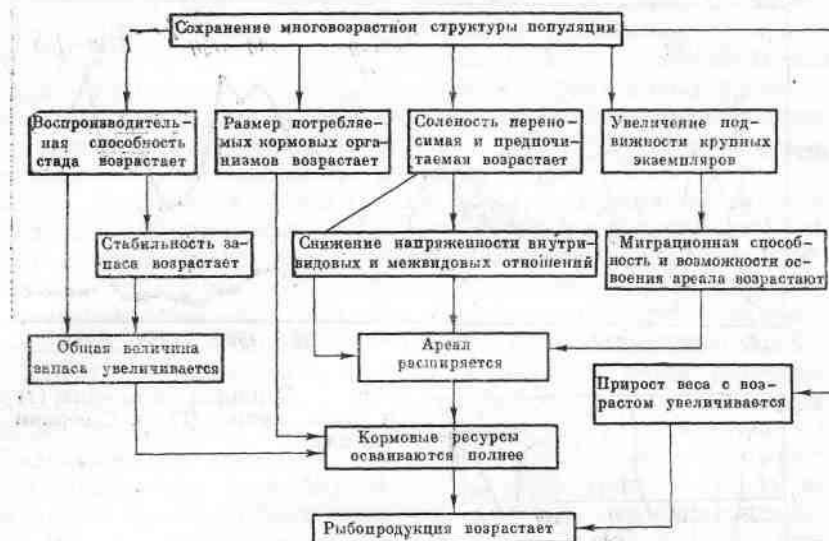 Сохранение многовозрастной структуры популяции
Воспроизводитель-
ная способность
стада возрастает
Размер потребляе-
мых кормовых орга-
низмов возрастает
Соленость перено-
симая и предпочи-
таемая возрастает
Увеличение под-
вижности крупных
экземпляров
Стабильность за-
паса возрастает
Снижение напряженности внутри-
видовых и межвидовых отношений
Миграционная способ-
ность и возможности ос-
воения ареала возрастают
Общая величина
запаса увеличивается
Ареал
расширяется
Прирост веса с воз-
растом увеличивается
Кормовые ресурсы
осваиваются полнее
Рыбопродукция возрастает